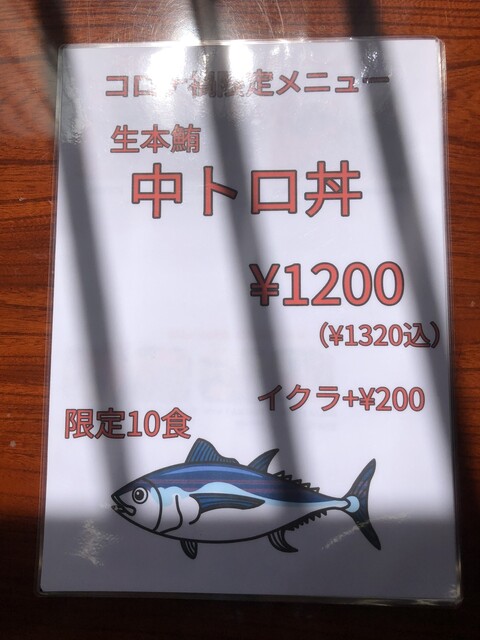 コロナ禍限定メニュー
生本鮪
中トロ丼
¥1200
(¥1320込)
イクラ+¥200
限定10食